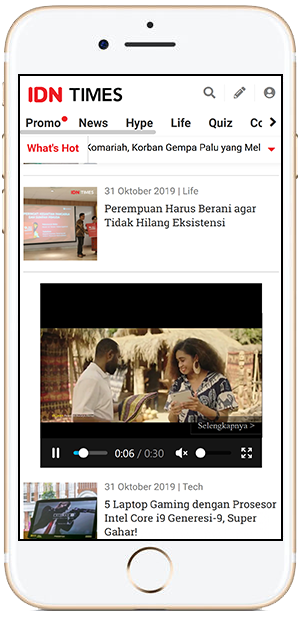 IDN TIMES
Promo News Hype Life Quiz Co
What's Hot Komariah, Korban Gempa Palu yang Mel
31 Oktober 2019 | Life
Perempuan Harus Berani agar
Tidak Hilang Eksistensi
Selengkapnya >
0:06 / 0:30
31 Oktober 2019 | Tech
5 Laptop Gaming dengan Prosesor
Intel Core i9 Generesi-9, Super
Gahar!